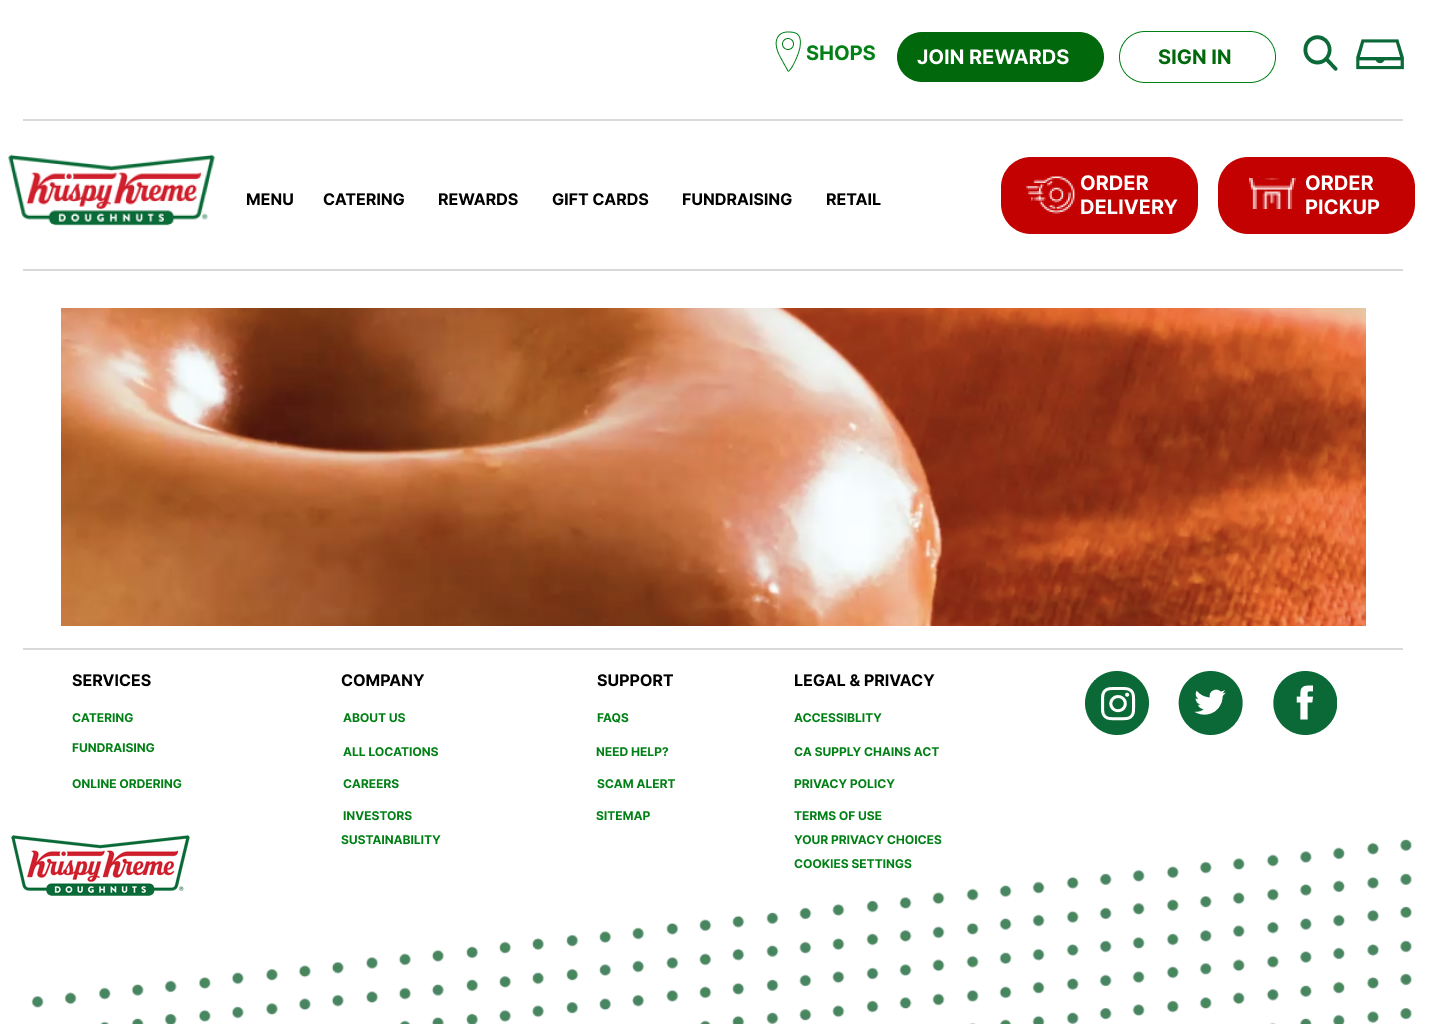 SHOPS
JOIN REWARDS
SIGN IN
Krispy Kreme
DOUGHNUTS
®
MENU
CATERING
REWARDS
GIFT CARDS
FUNDRAISING
RETAIL
ORDER
DELIVERY
ORDER
PICKUP
SERVICES
CATERING
FUNDRAISING
ONLINE ORDERING
COMPANY
ABOUT US
ALL LOCATIONS
CAREERS
INVESTORS
SUSTAINABILITY
SUPPORT
FAQS
NEED HELP?
SCAM ALERT
SITEMAP
LEGAL & PRIVACY
ACCESSIBLITY
CA SUPPLY CHAINS ACT
PRIVACY POLICY
TERMS OF USE
YOUR PRIVACY CHOICES
COOKIES SETTINGS
Krispy Kreme
DOUGHNUTS
®